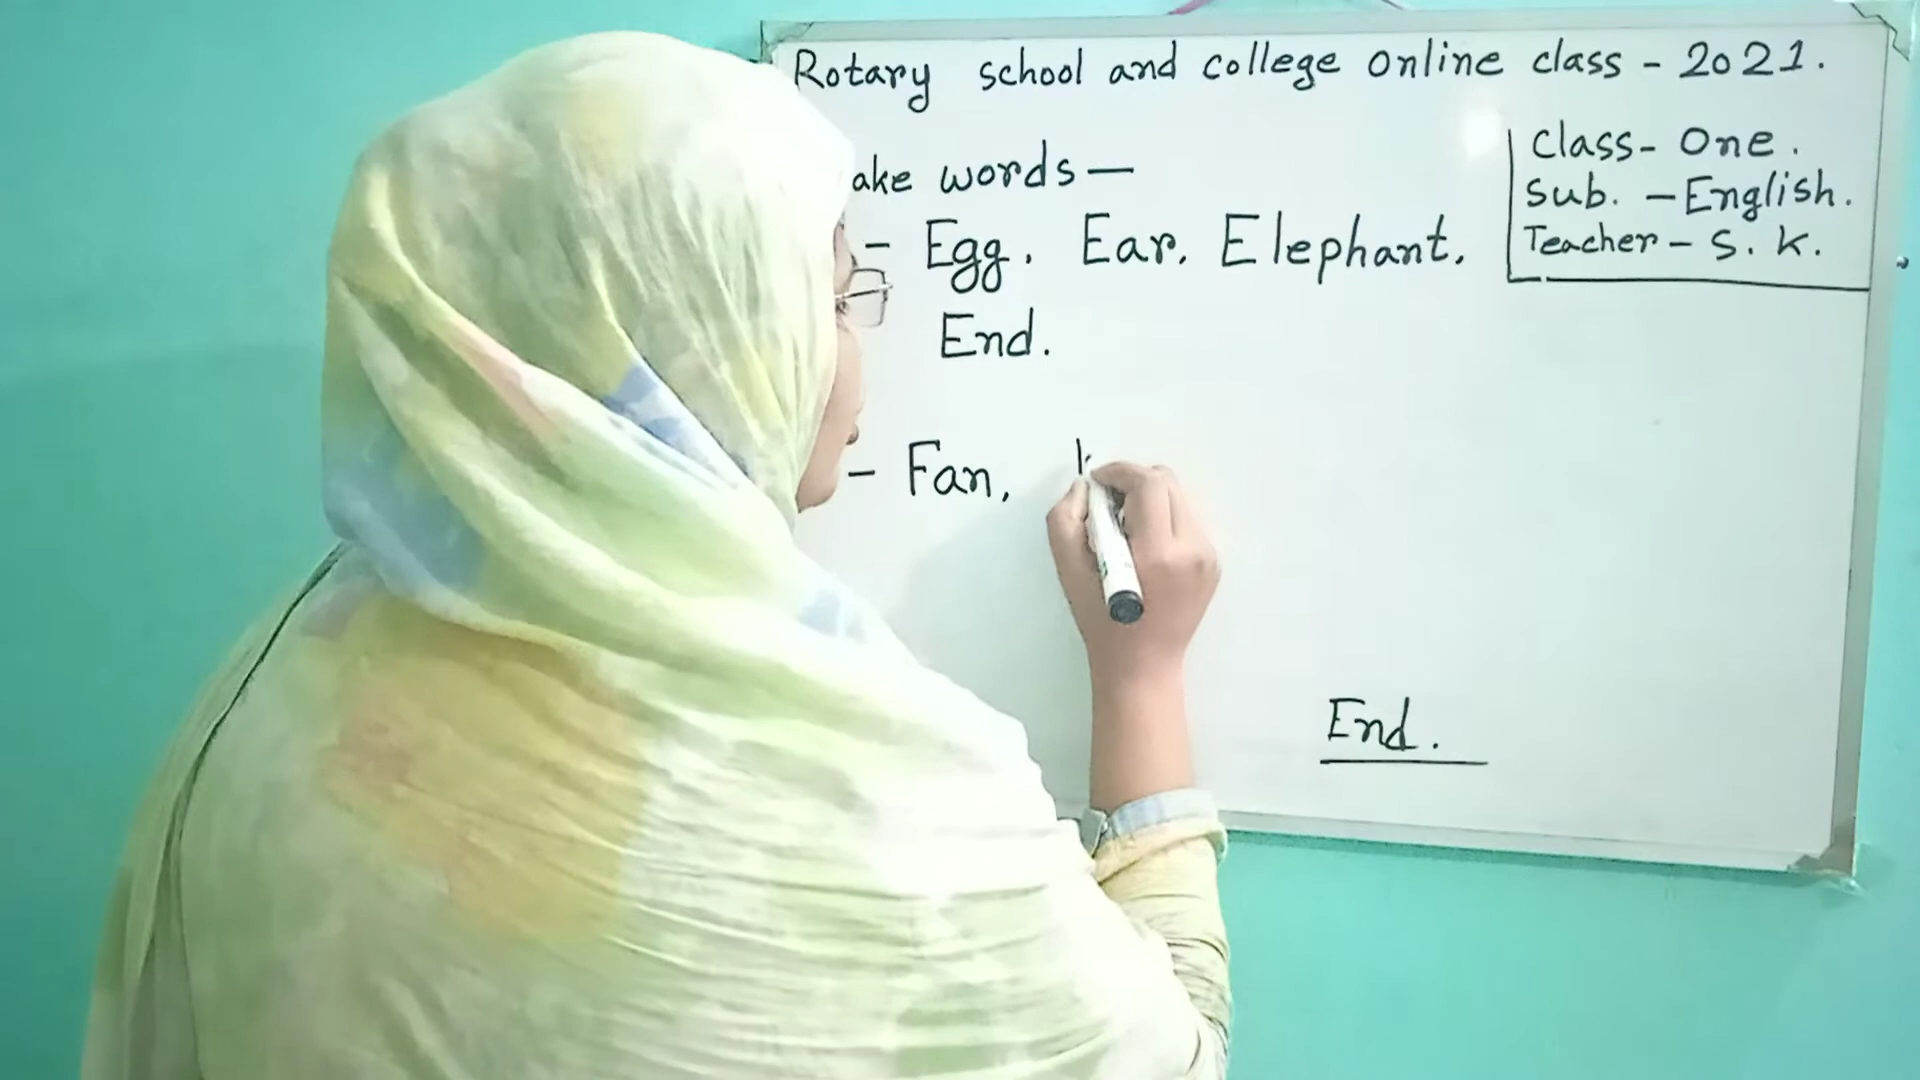 Rotary school and college online class - 2021.
Class- One.
Sub. - English.
Teacher - S. K.
ake words—
- Egg. Ear. Elephant.
End.
- Fan,
End.